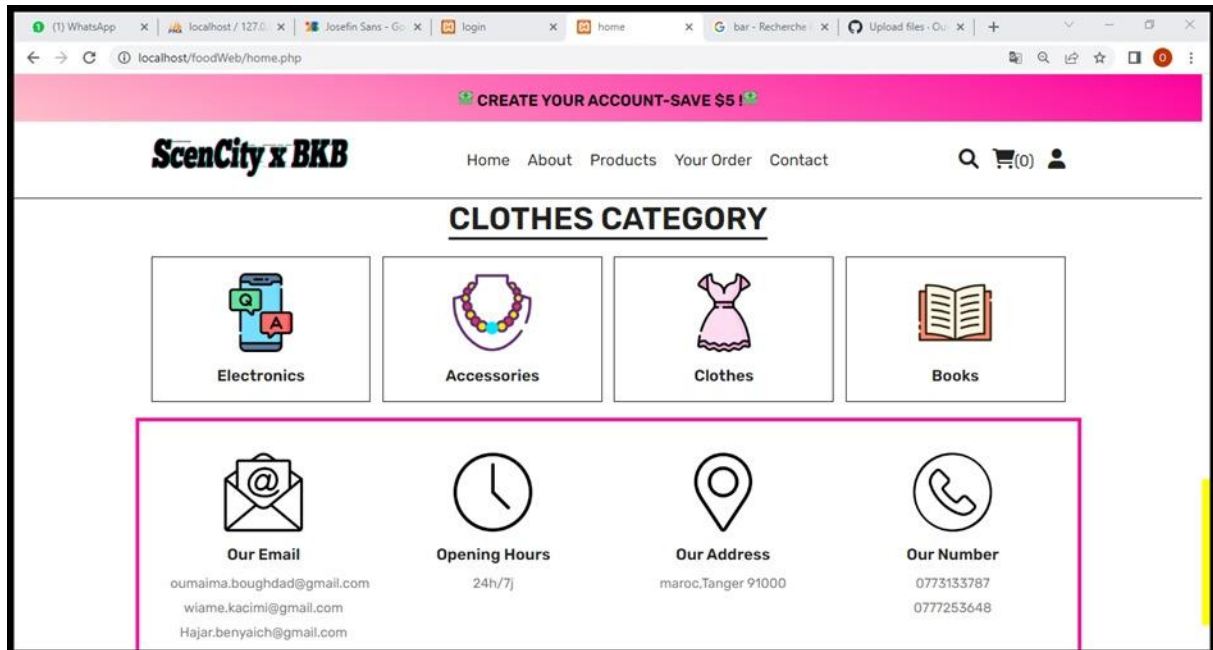 (1) WhatsApp
localhost / 127.0.
Josefin Sans - Go
login
home
bar - Recherche
Upload files · Ou
localhost/foodWeb/home.php
O
CREATE YOUR ACCOUNT-SAVE $5 !
ScenCity x BKB
Home About Products Your Order Contact
(0)
CLOTHES CATEGORY
Q
A
Electronics
Accessories
Clothes
Books
@
Our Email
oumaima.boughdad@gmail.com
wiame.kacimi@gmail.com
Hajar.benyaich@gmail.com
Opening Hours
24h/7j
Our Address
maroc,Tanger 91000
Our Number
0773133787
0777253648